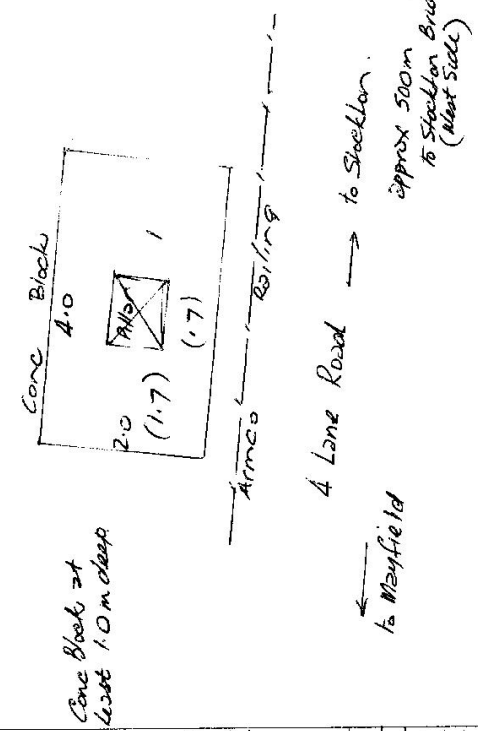 Conc Block
4.0
Pillar
2.0
(1.7)
(.7)
Conc Block at
least 1.0m deep
Armco Railing
4 Lane Road
to Stockton.
to Mayfield
approx 500m
to Stockton
(West Side)